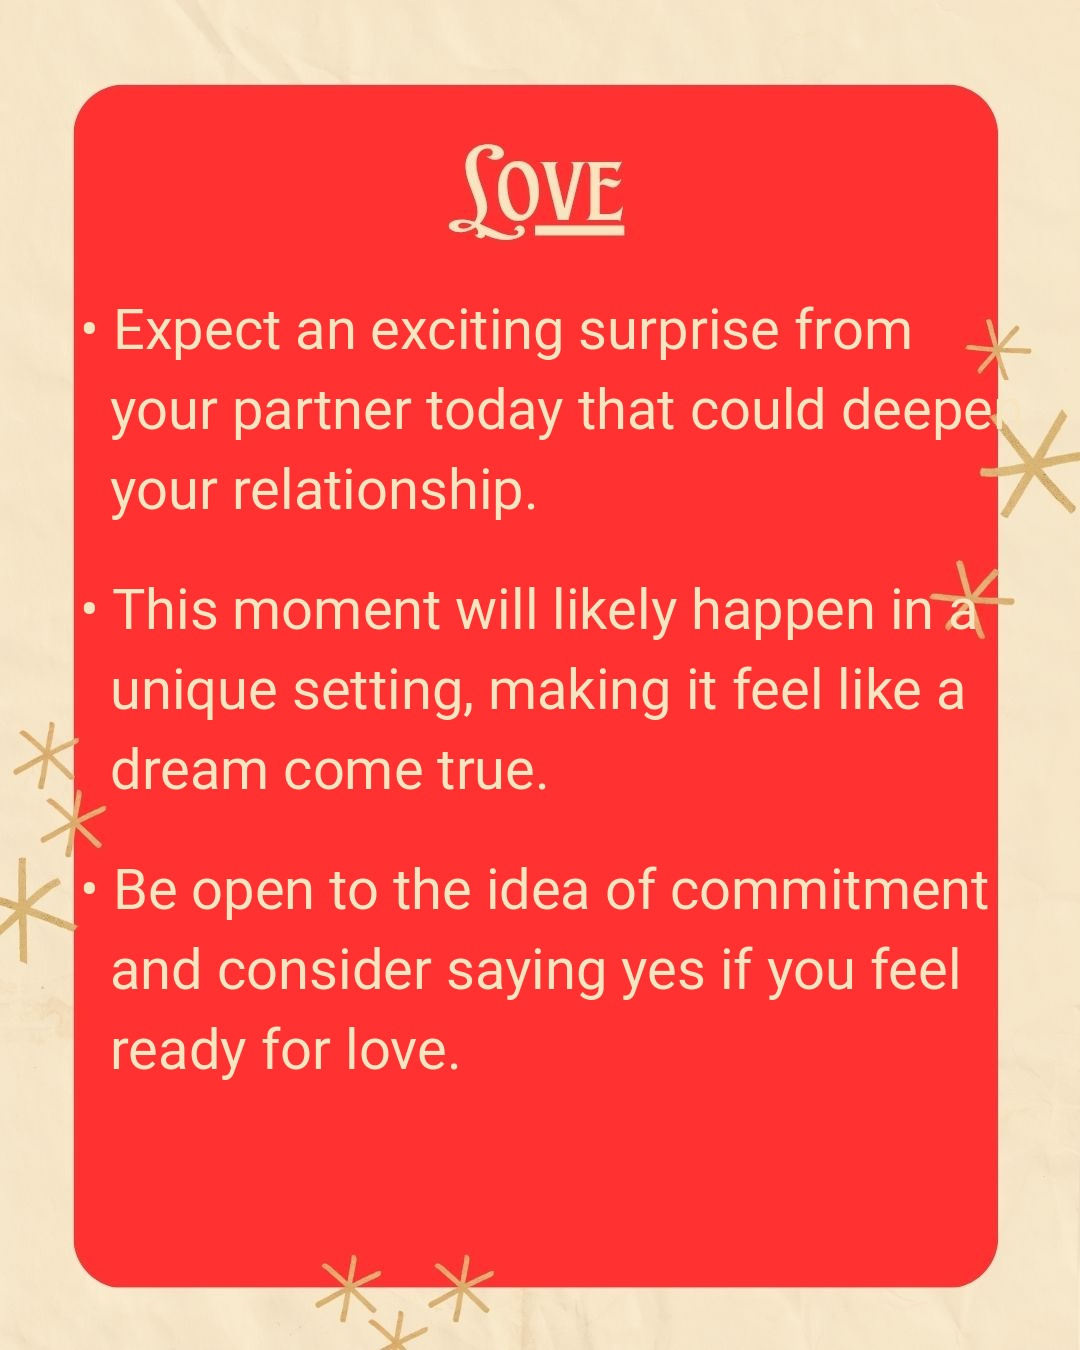 Love
• Expect an exciting surprise from
your partner today that could deepen
your relationship.
• This moment will likely happen in a
unique setting, making it feel like a
dream come true.
• Be open to the idea of commitment
and consider saying yes if you feel
ready for love.